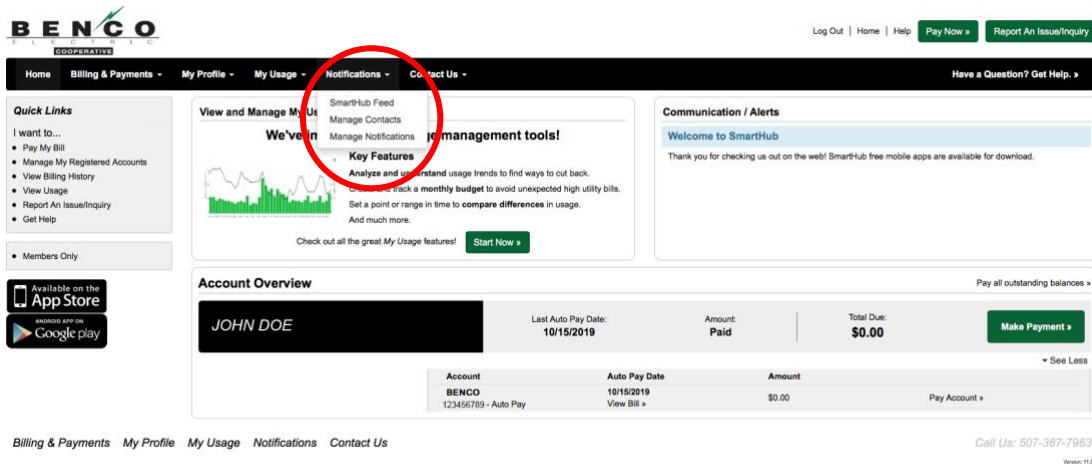 BENCO
ELECTRIC
COOPERATIVE
Log Out | Home | Help
Pay Now »
Report An Issue/Inquiry
Home
Billing & Payments
My Profile
My Usage
Notifications
Contact Us
Have a Question? Get Help. »
SmartHub Feed
Manage Contacts
Manage Notifications
Quick Links
I want to...
Pay My Bill
Manage My Registered Accounts
View Billing History
View Usage
Report An Issue/Inquiry
Get Help
Members Only
Available on the
App Store
ANDROID APP ON
Google play
View and Manage My Us
We've im ge management tools!
Key Features
Analyze and understand usage trends to find ways to cut back.
Create and track a monthly budget to avoid unexpected high utility bills.
Set a point or range in time to compare differences in usage.
And much more.
Check out all the great My Usage features!
Start Now »
Communication / Alerts
Welcome to SmartHub
Thank you for checking us out on the web! SmartHub free mobile apps are available for download.
Account Overview
Pay all outstanding balances »
JOHN DOE
Last Auto Pay Date:
10/15/2019
Amount:
Paid
Total Due:
$0.00
Make Payment »
See Less
Account Auto Pay Date Amount
BENCO
123456789 - Auto Pay
10/15/2019
View Bill »
$0.00
Pay Account »
Billing & Payments My Profile My Usage Notifications Contact Us
Call Us: 507-387-7963